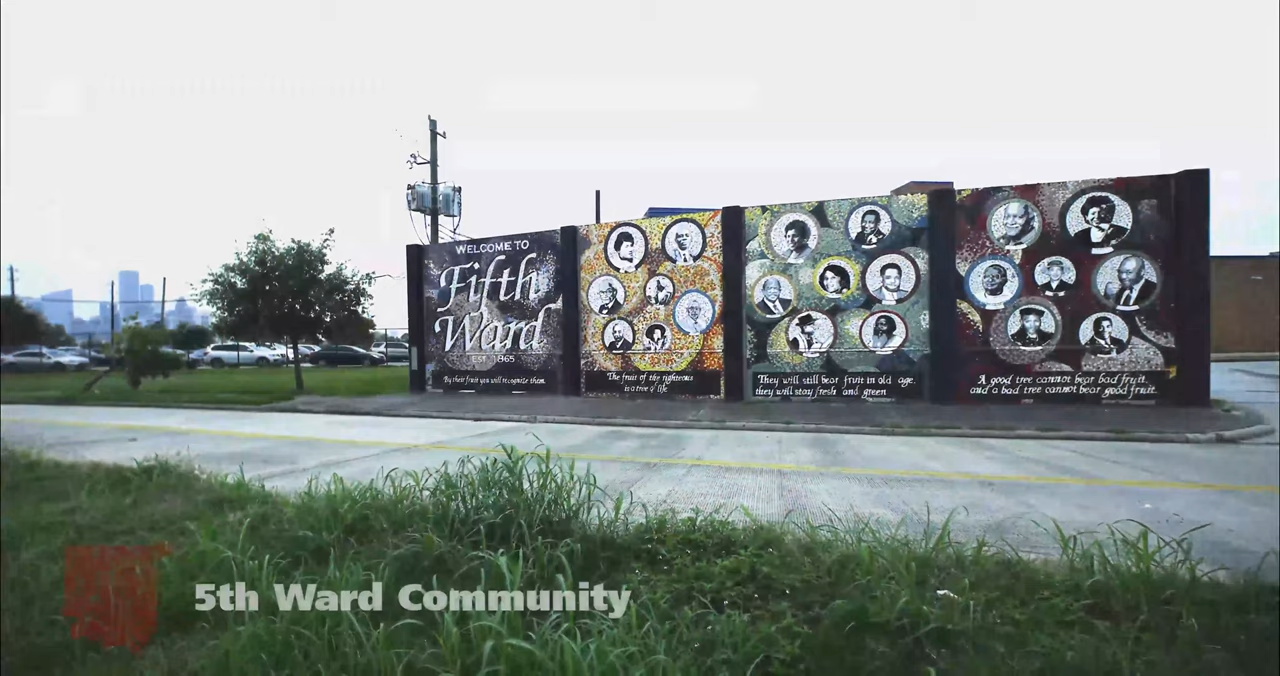 WELCOME TO
Fifth
Ward
EST. 1865
By their fruit you will recognize them.
The fruit of the righteous
is a tree of life
They will still bear fruit in old age,
they will stay fresh and green
A good tree cannot bear bad fruit,
and a bad tree cannot bear good fruit.
5th Ward Community